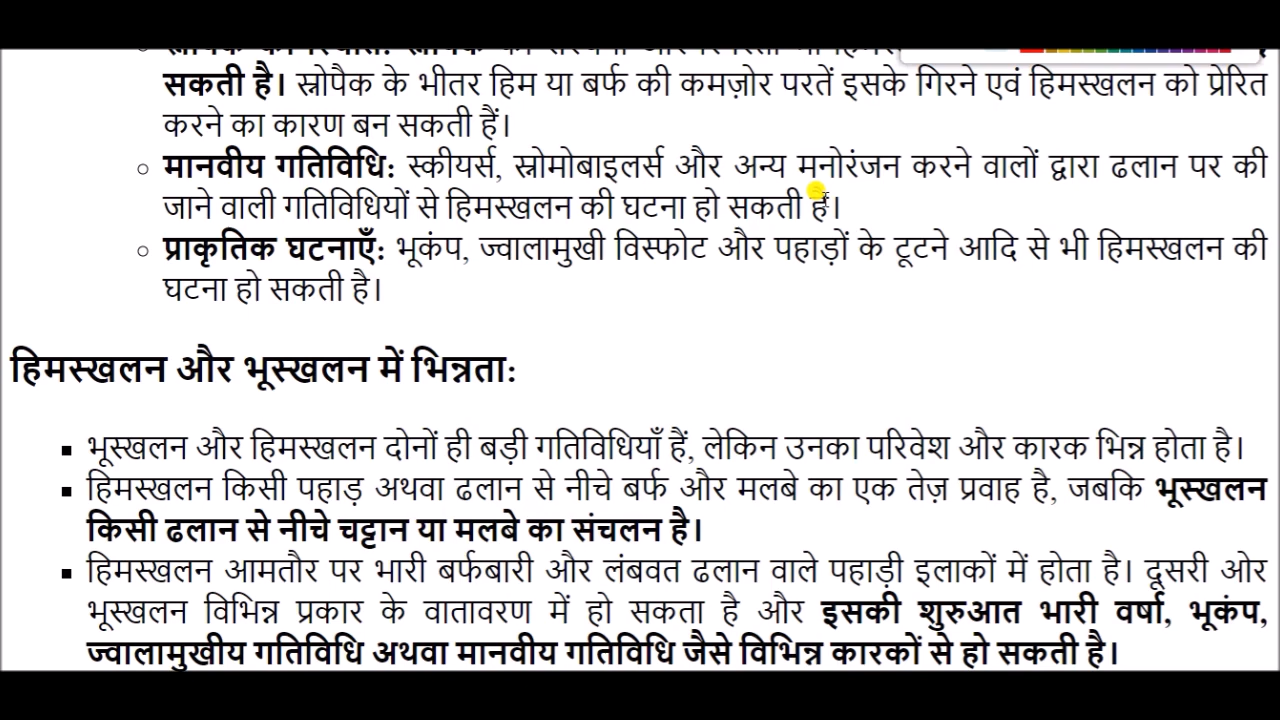 सकती है। स्नोपैक के भीतर हिम या बर्फ की कमज़ोर परतें इसके गिरने एवं हिमस्खलन को प्रेरित
करने का कारण बन सकती हैं।
मानवीय गतिविधि: स्कीयर्स, स्नोमोबाइलर्स और अन्य मनोरंजन करने वालों द्वारा ढलान पर की
जाने वाली गतिविधियों से हिमस्खलन की घटना हो सकती है।
प्राकृतिक घटनाएँ: भूकंप, ज्वालामुखी विस्फोट और पहाड़ों के टूटने आदि से भी हिमस्खलन की
घटना हो सकती है।
हिमस्खलन और भूस्खलन में भिन्नता:
भूस्खलन और हिमस्खलन दोनों ही बड़ी गतिविधियाँ हैं, लेकिन उनका परिवेश और कारक भिन्न होता है।
हिमस्खलन किसी पहाड़ अथवा ढलान से नीचे बर्फ और मलबे का एक तेज़ प्रवाह है, जबकि भूस्खलन
किसी ढलान से नीचे चट्टान या मलबे का संचलन है।
हिमस्खलन आमतौर पर भारी बर्फबारी और लंबवत ढलान वाले पहाड़ी इलाकों में होता है। दूसरी ओर
भूस्खलन विभिन्न प्रकार के वातावरण में हो सकता है और इसकी शुरुआत भारी वर्षा, भूकंप,
ज्वालामुखीय गतिविधि अथवा मानवीय गतिविधि जैसे विभिन्न कारकों से हो सकती है।